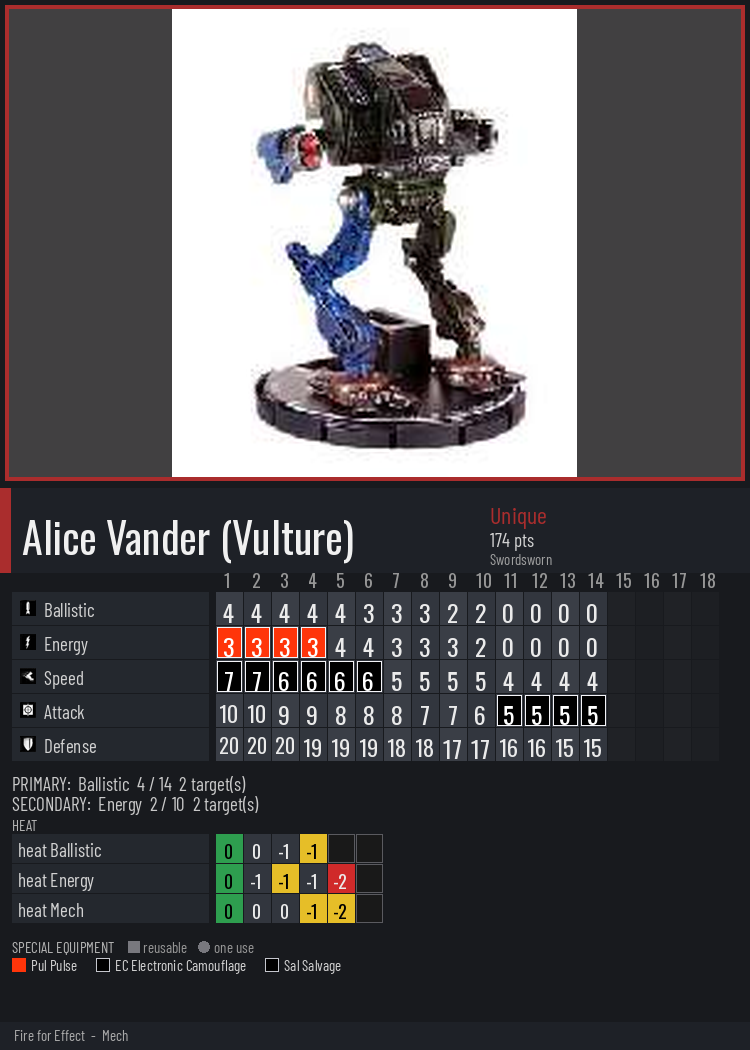 Alice Vander (Vulture)
Unique
174 pts
Swordsworn
1 2 3 4 5 6 7 8 9 10 11 12 13 14 15 16 17 18
Ballistic 4 4 4 4 4 3 3 3 2 2 0 0 0 0
Energy 3 3 3 3 4 4 3 3 3 2 0 0 0 0
Speed 7 7 6 6 6 6 5 5 5 5 4 4 4 4
Attack 10 10 9 9 8 8 8 7 7 6 5 5 5 5
Defense 20 20 20 19 19 19 18 18 17 17 16 16 15 15
PRIMARY: Ballistic 4 / 14 2 target(s)
SECONDARY: Energy 2 / 10 2 target(s)
HEAT
heat Ballistic 0 0 -1 -1
heat Energy 0 -1 -1 -1 -2
heat Mech 0 0 0 -1 -2
SPECIAL EQUIPMENT reusable one use
Pul Pulse EC Electronic Camouflage Sal Salvage
Fire for Effect - Mech